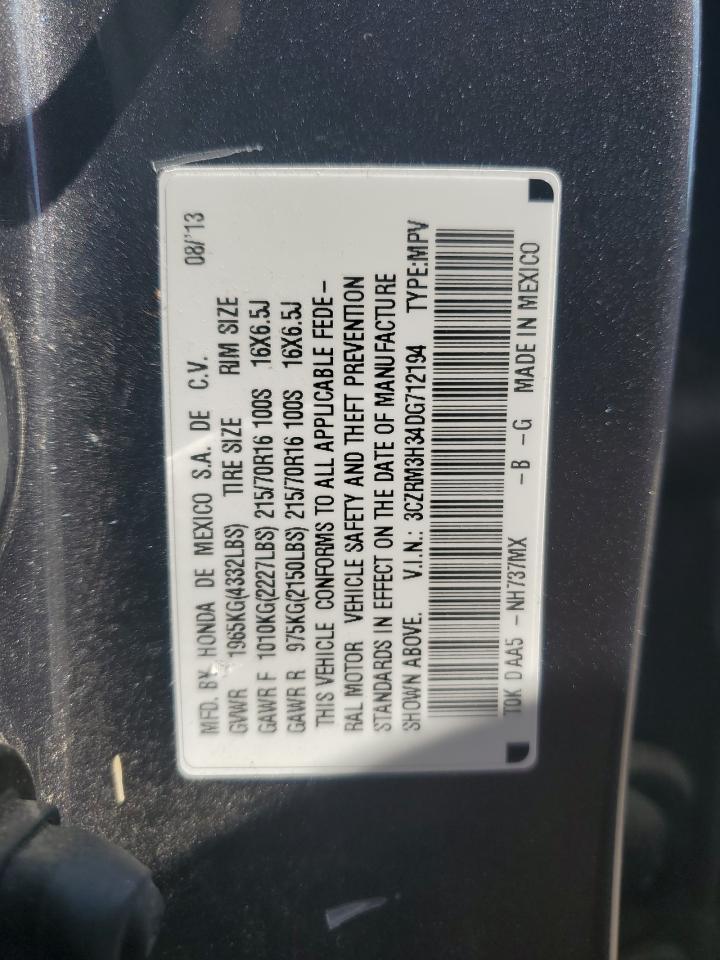 MFD. BY HONDA DE MEXICO S.A. DE C.V. 08/'13
GVWR 1965KG(4332LBS) TIRE SIZE RIM SIZE
GAWR F 1010KG(2227LBS) 215/70R16 100S 16X6.5J
GAWR R 975KG(2150LBS) 215/70R16 100S 16X6.5J
THIS VEHICLE CONFORMS TO ALL APPLICABLE FEDE-
RAL MOTOR VEHICLE SAFETY AND THEFT PREVENTION
STANDARDS IN EFFECT ON THE DATE OF MANUFACTURE
SHOWN ABOVE. V.I.N.: 3CZRM3H34DG712194 TYPE:MPV
T0K D AA5 -NH737MX -B -G MADE IN MEXICO